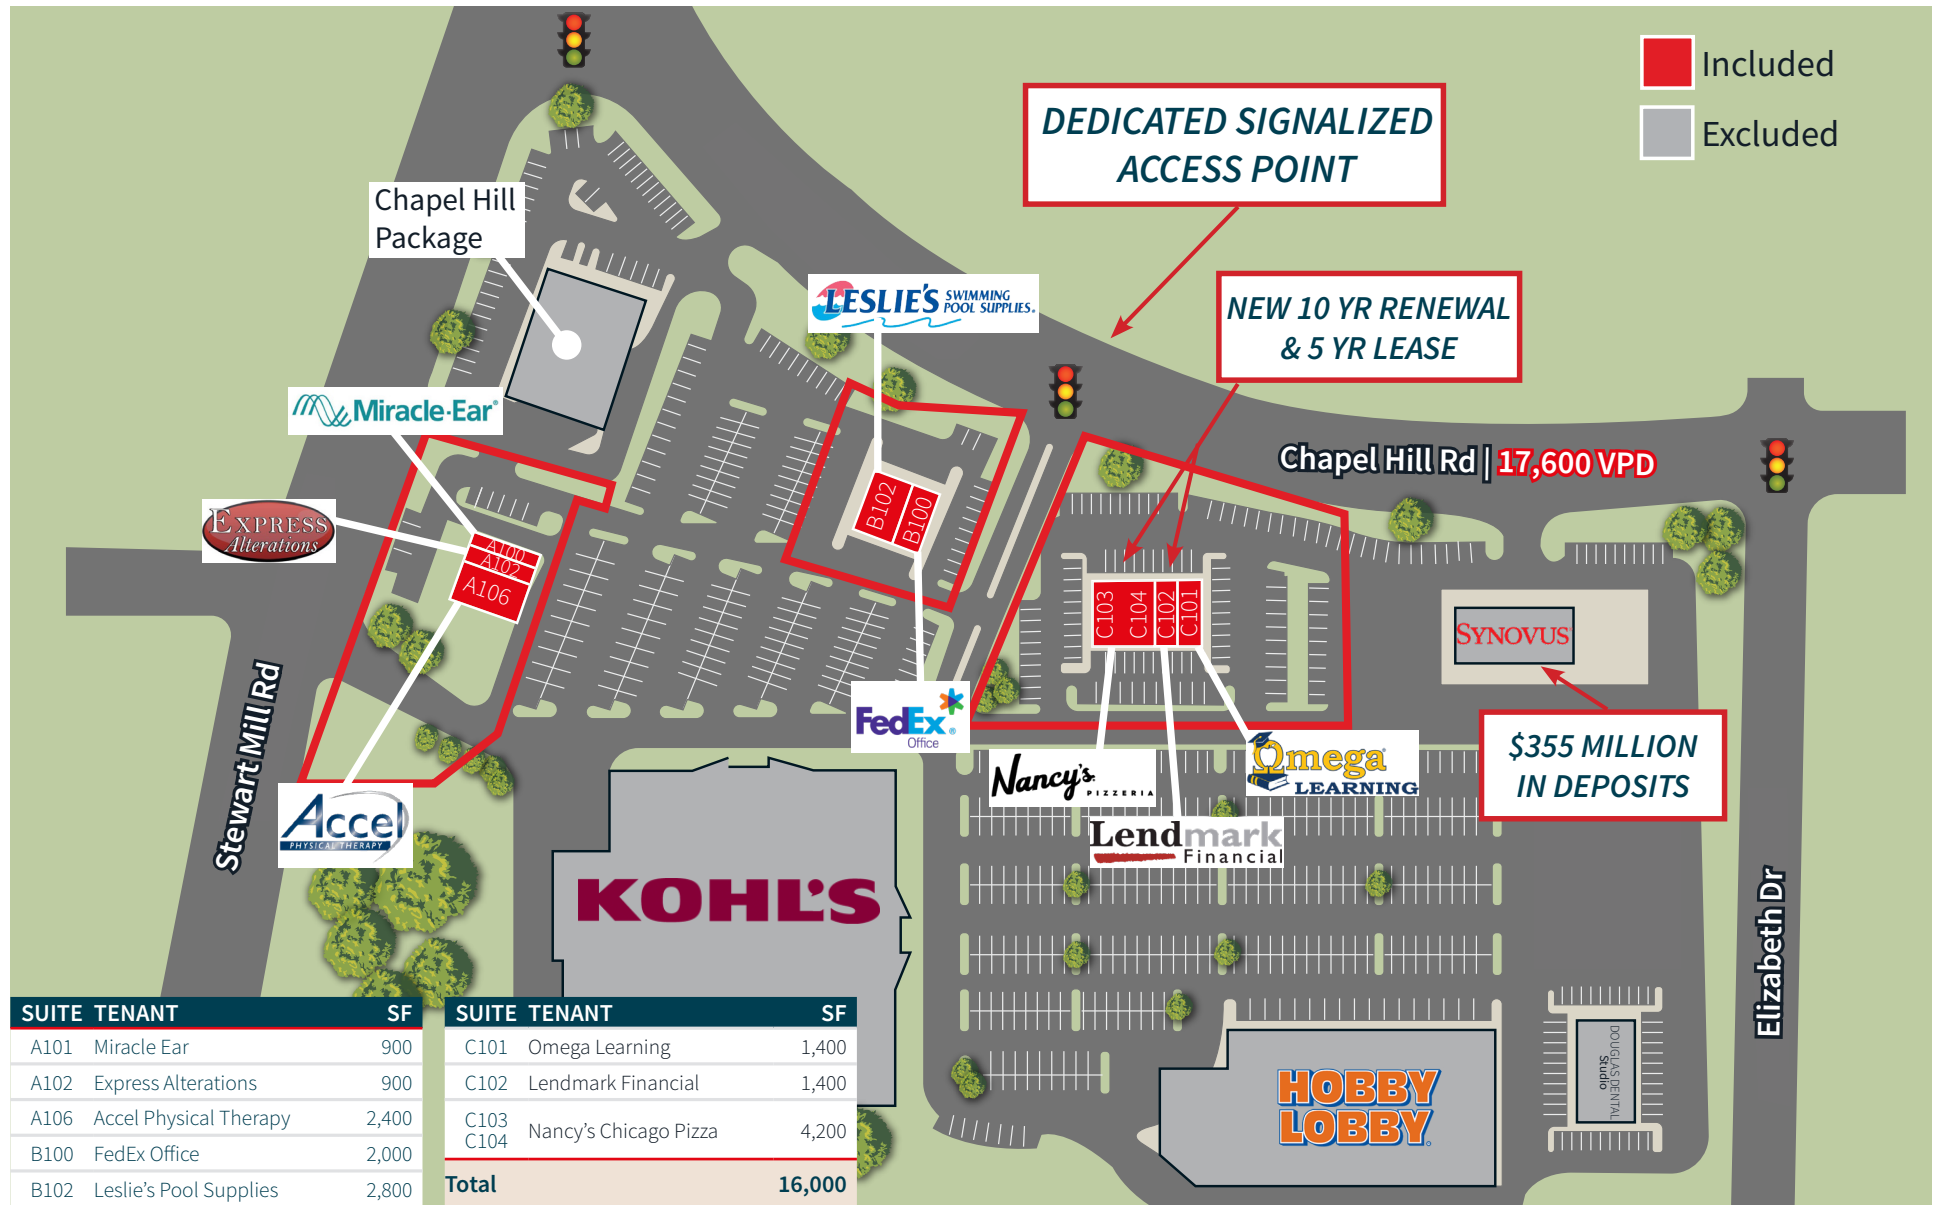 Included
Excluded
DEDICATED SIGNALIZED
ACCESS POINT
Chapel Hill
Package
LESLIE'S SWIMMING
POOL SUPPLIES.
NEW 10 YR RENEWAL
& 5 YR LEASE
Miracle-Ear®
Chapel Hill Rd | 17,600 VPD
EXPRESS
Alterations
A100
A102
A106
B102
B100
C103
C104
C102
C101
SYNOVUS®
Stewart Mill Rd
FedEx®
Office
$355 MILLION
IN DEPOSITS
Nancy's
PIZZERIA
Omega
LEARNING
Accel
PHYSICAL THERAPY
Lendmark
Financial
KOHL'S
Elizabeth Dr
HOBBY
LOBBY
DOUGLAS DENTAL
Studio
SUITE TENANT SF
A101 Miracle Ear 900
A102 Express Alterations 900
A106 Accel Physical Therapy 2,400
B100 FedEx Office 2,000
B102 Leslie's Pool Supplies 2,800
SUITE TENANT SF
C101 Omega Learning 1,400
C102 Lendmark Financial 1,400
C103
C104 Nancy's Chicago Pizza 4,200
Total 16,000